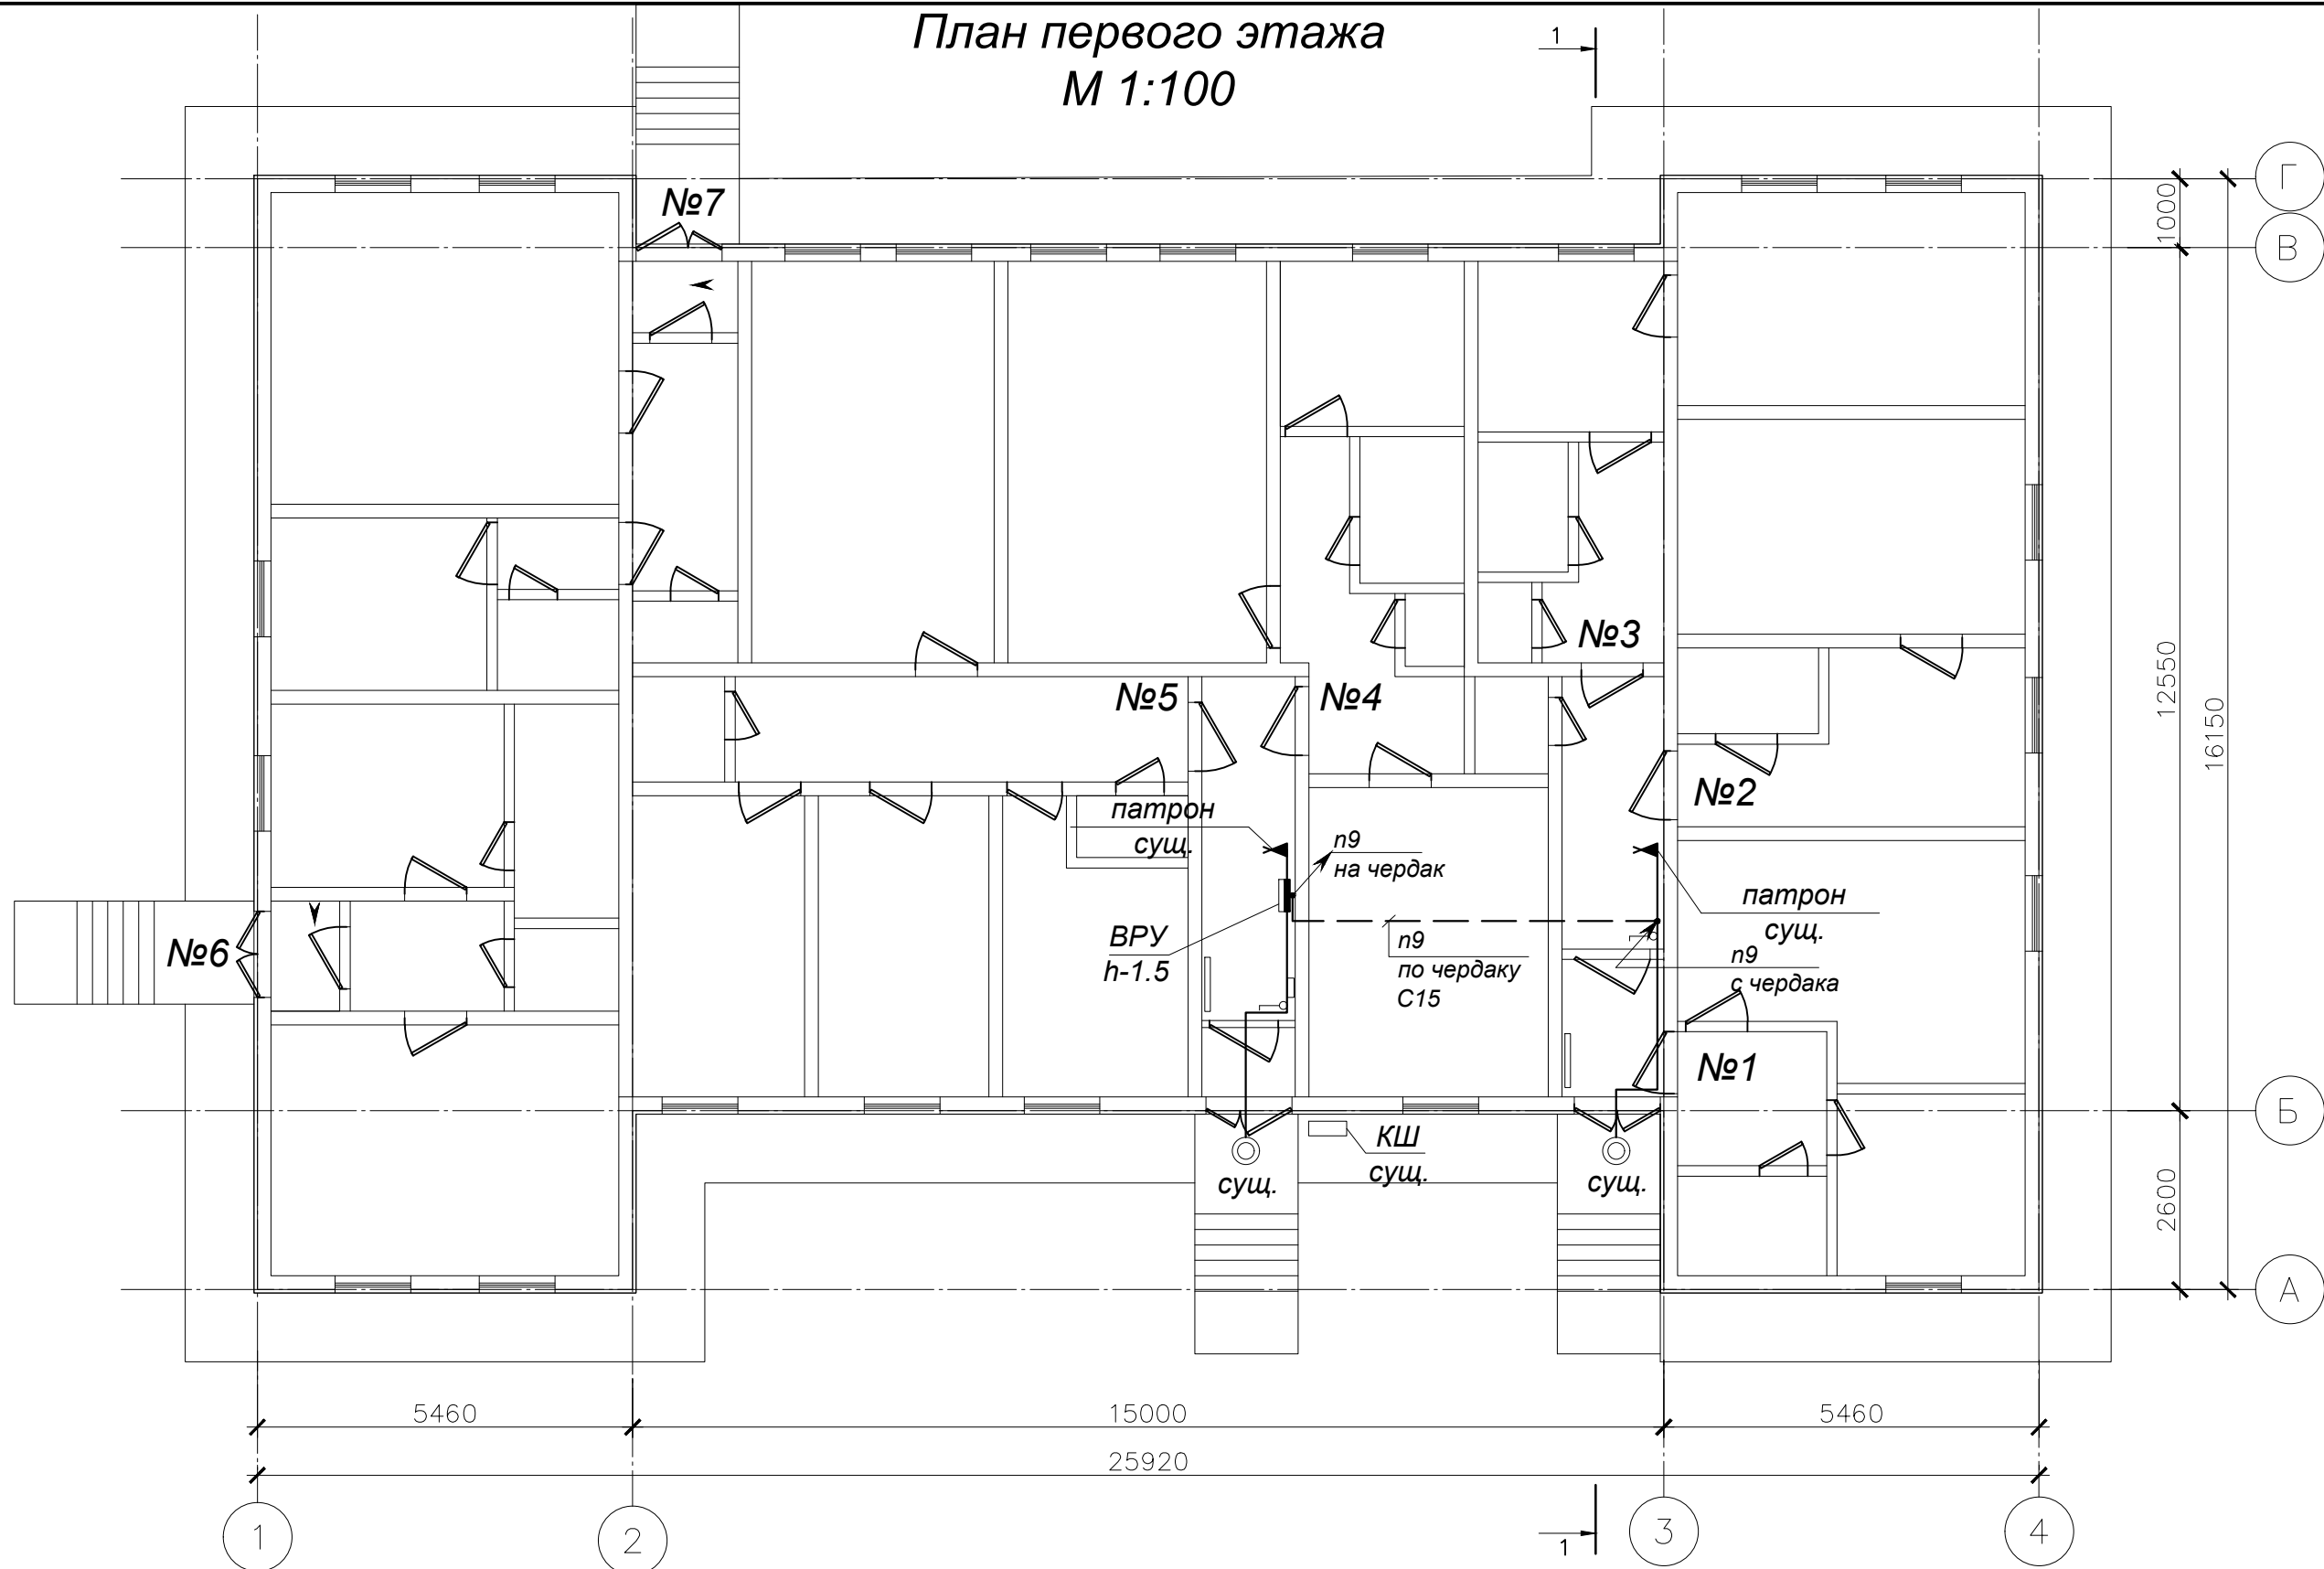 План первого этажа
М 1:100
1
Г
1000
№7
В
12550
№3
16150
№5
№4
№2
патрон
сущ.
n9
на чердак
патрон
сущ.
ВРУ
h-1.5
n9
по чердаку
С15
n9
с чердака
№6
№1
Б
КШ
сущ.
сущ.
сущ.
2600
А
5460
15000
5460
25920
1
2
3
4
1